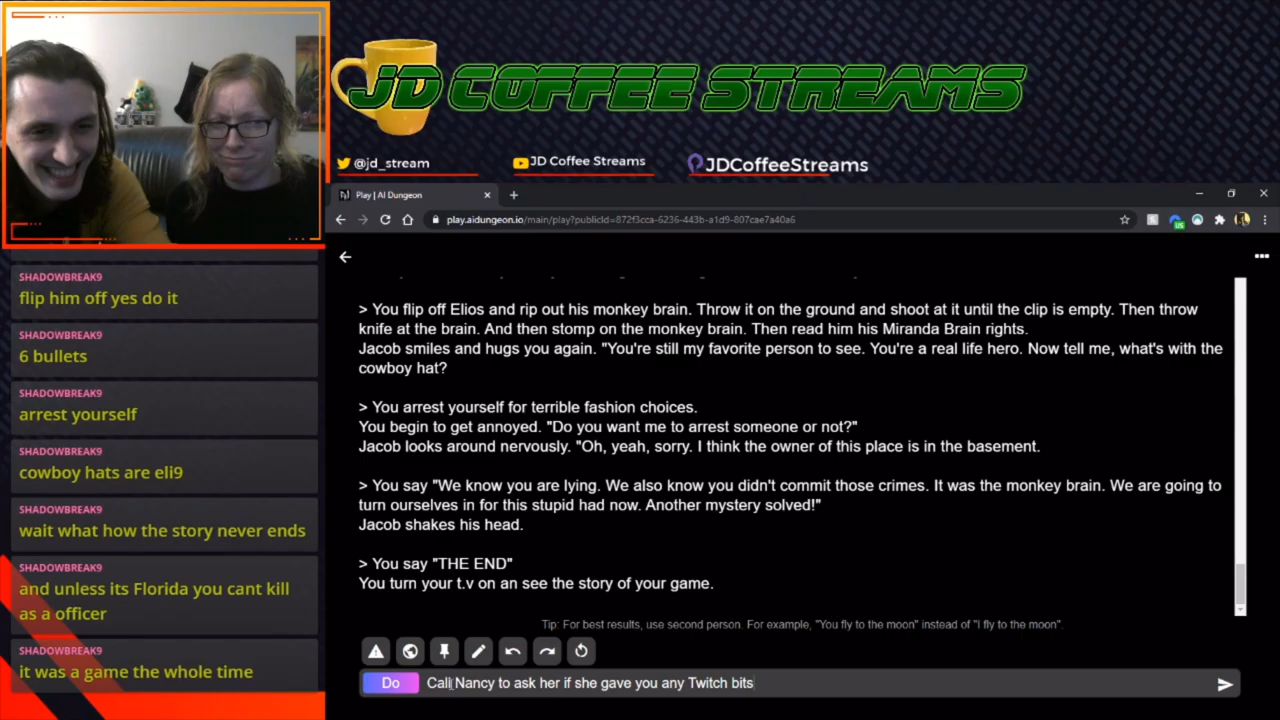 JD COFFEE STREAMS
@jd_stream
JD Coffee Streams
JDCoffeeStreams
Play | AI Dungeon
play.aidungeon.io/main/play?publicId=872f3cca-6236-443b-a1d9-807cae7a40a6
SHADOWBREAK9
flip him off yes do it
SHADOWBREAK9
6 bullets
SHADOWBREAK9
arrest yourself
SHADOWBREAK9
cowboy hats are eli9
SHADOWBREAK9
wait what how the story never ends
SHADOWBREAK9
and unless its Florida you cant kill
as a officer
SHADOWBREAK9
it was a game the whole time
> You flip off Elios and rip out his monkey brain. Throw it on the ground and shoot at it until the clip is empty. Then throw
knife at the brain. And then stomp on the monkey brain. Then read him his Miranda Brain rights.
Jacob smiles and hugs you again. "You're still my favorite person to see. You're a real life hero. Now tell me, what's with the
cowboy hat?
> You arrest yourself for terrible fashion choices.
You begin to get annoyed. "Do you want me to arrest someone or not?"
Jacob looks around nervously. "Oh, yeah, sorry. I think the owner of this place is in the basement.
> You say "We know you are lying. We also know you didn't commit those crimes. It was the monkey brain. We are going to
turn ourselves in for this stupid had now. Another mystery solved!"
Jacob shakes his head.
> You say "THE END"
You turn your t.v on an see the story of your game.
Tip: For best results, use second person. For example, "You fly to the moon" instead of "I fly to the moon".
Do
Call Nancy to ask her if she gave you any Twitch bits